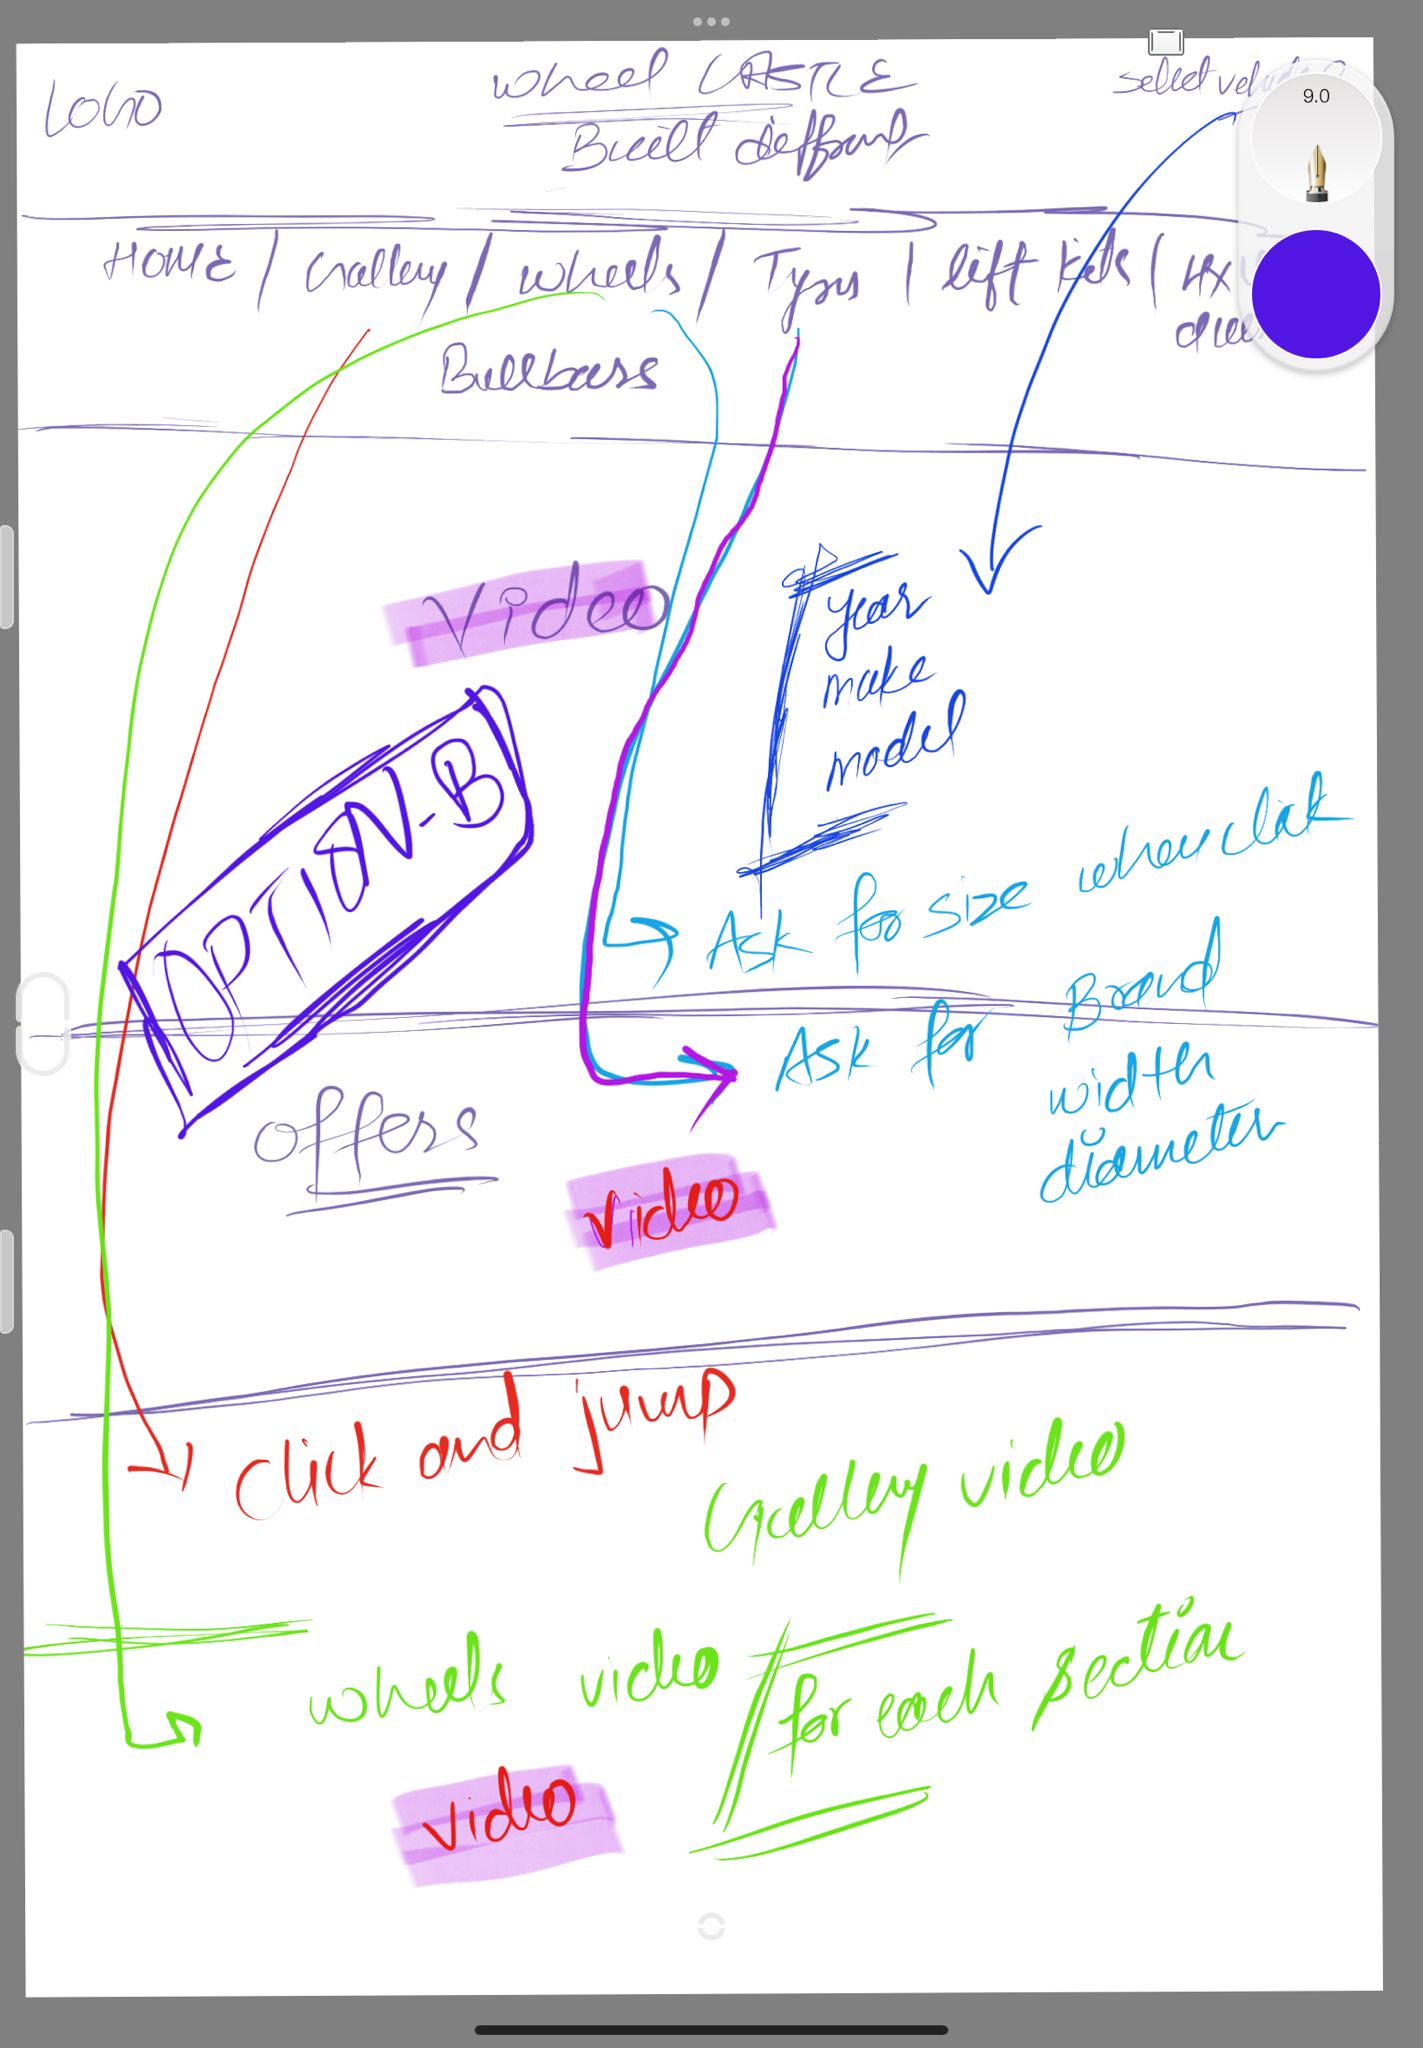 LOGO
Wheel CASTLE
Select vehicle
9.0
Built
HOME / Gallery / wheels / Tyres / lift kits / 4x
Bullbars
Video
year
make
model
OPTION-B
Ask for size when click
Ask for Brand
width
diameter
offers
Video
click and jump
Gallery video
wheels video for each section
video